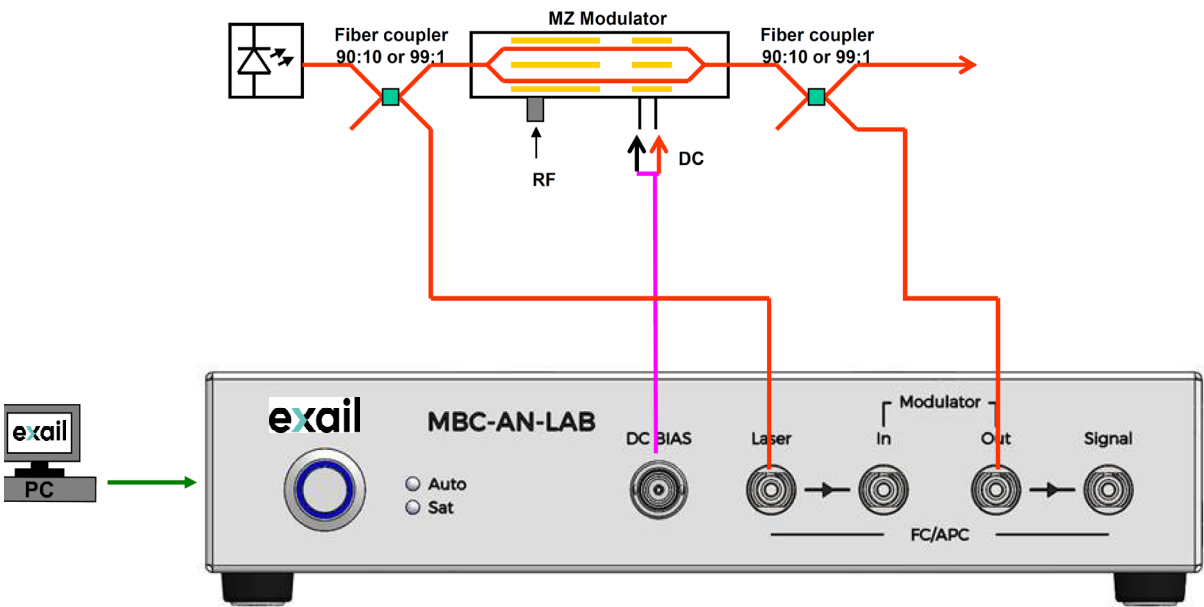 MZ Modulator
Fiber coupler
90:10 or 99:1
Fiber coupler
90:10 or 99:1
DC
RF
exail
MBC-AN-LAB
Auto
Sat
DC BIAS
Laser
Modulator
In
Out
Signal
FC/APC
exail
PC